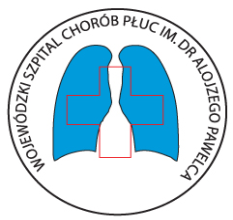 WOJEWÓDZKI SZPITAL CHORÓB PŁUC IM. DR ALOJZEGO PAWELCA